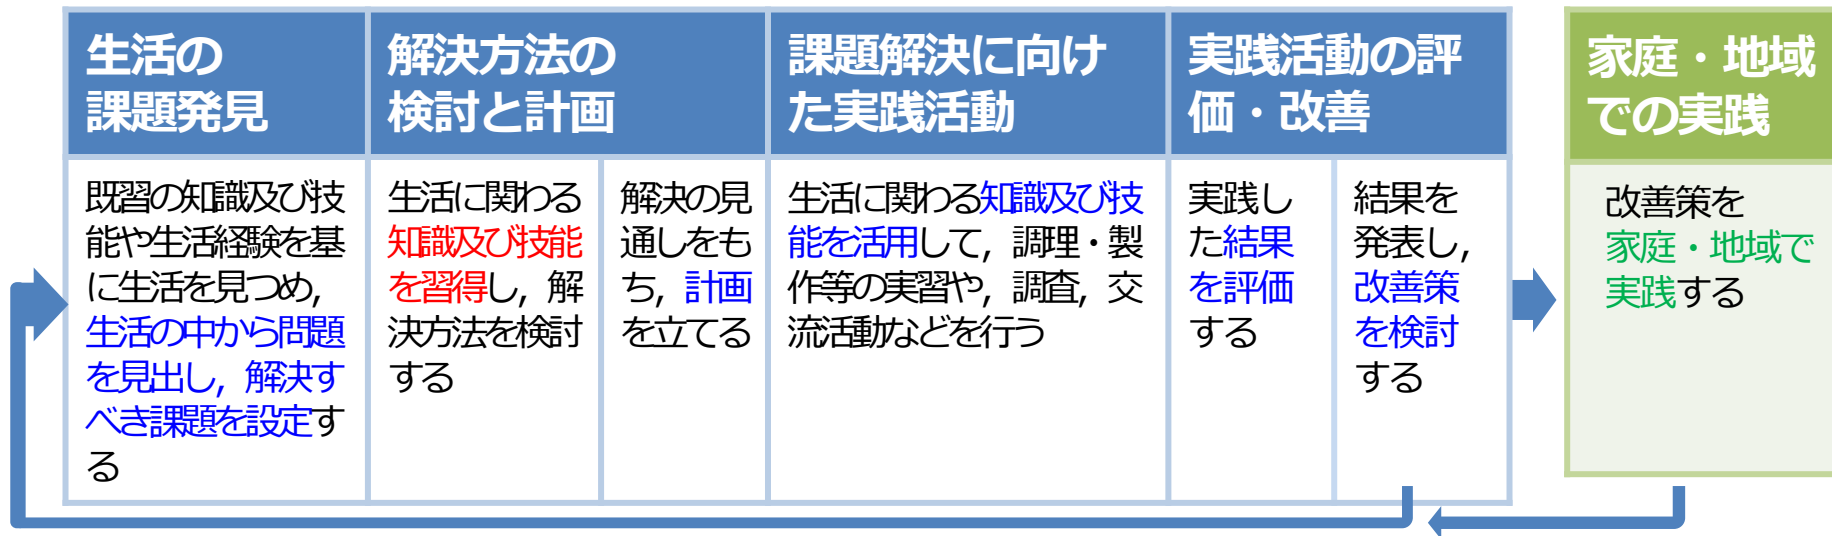 生活の
課題発見
解決方法の
検討と計画
課題解決に向け
た実践活動
実践活動の評
価・改善
家庭・地域
での実践
既習の知識及び技
能や生活経験を基
に生活を見つめ，
生活の中から問題
を見出し，解決す
べき課題を設定す
る
生活に関わる
知識及び技能
を習得し，解
決方法を検討
する
解決の見
通しをも
ち，計画
を立てる
生活に関わる知識及び技
能を活用して，調理・製
作等の実習や，調査，交
流活動などを行う
実践し
た結果
を評価
する
結果を
発表し，
改善策
を検討
する
改善策を
家庭・地域で
実践する